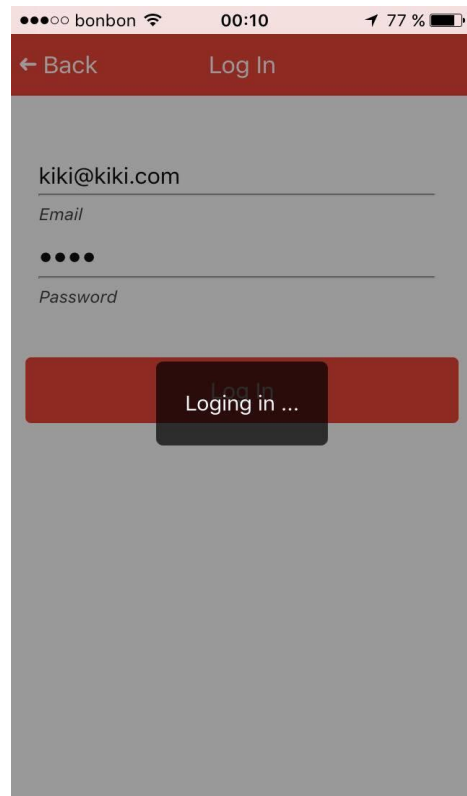 bonbon 00:10 77 %
← Back Log In
kiki@kiki.com
Email
••••
Password
Log In
Loging in ...